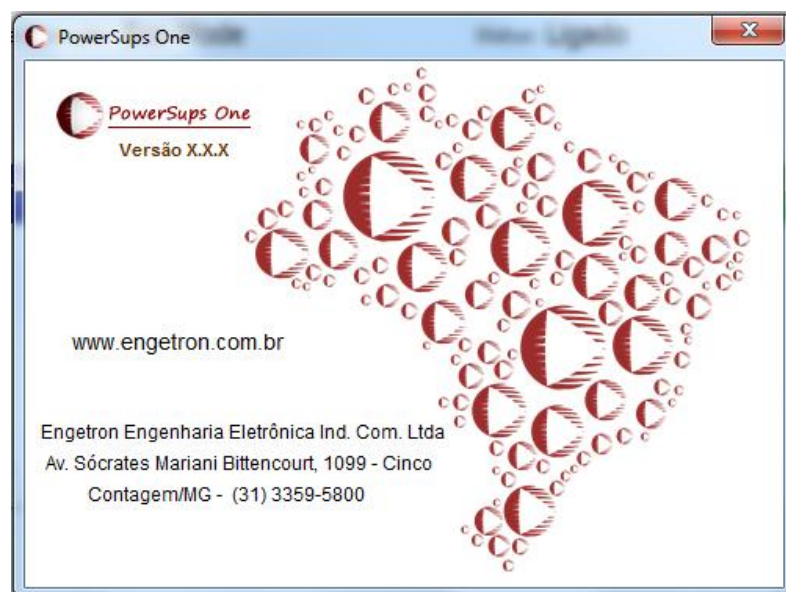 PowerSups One
Ligado
PowerSups One
Versão X.X.X
www.engetron.com.br
Engetron Engenharia Eletrônica Ind. Com. Ltda
Av. Sócrates Mariani Bittencourt, 1099 - Cinco
Contagem/MG - (31) 3359-5800